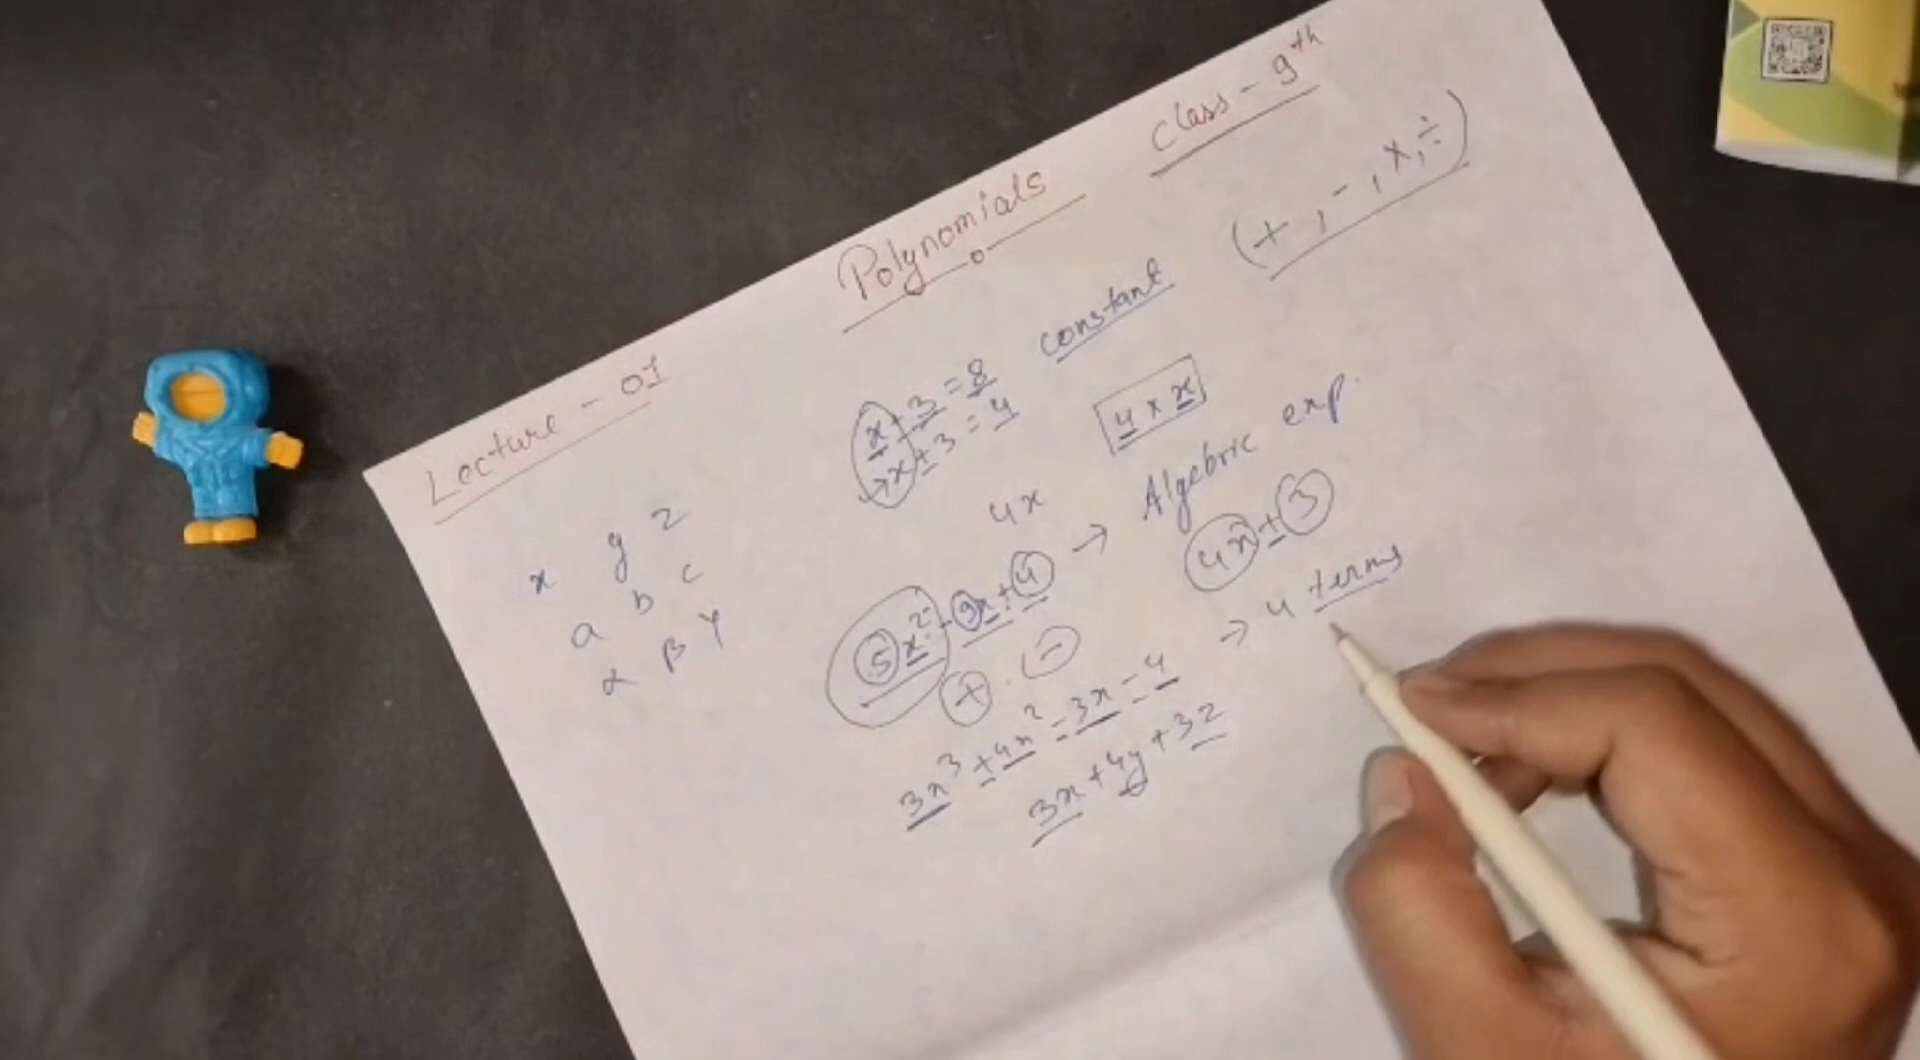 Class - 9th
Polynomials
Lecture - 01
(+, -, x, ÷)
constant
x + 3 = 8
→ x + 3 = 4
4 x x
4x
x y z
a b c
α β γ
5x² - 9x + 4 → Algebric exp.
4x² + 3
+ . -
3x³ + 4x² - 3x - 4 → 4 terms
3x + 4y + 3z